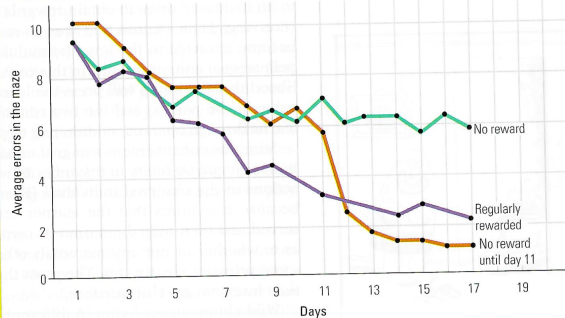 Average errors in the maze
10
8
6
4
2
0
No reward
Regularly
rewarded
No reward
until day 11
1 3 5 7 9 11 13 15 17 19
Days